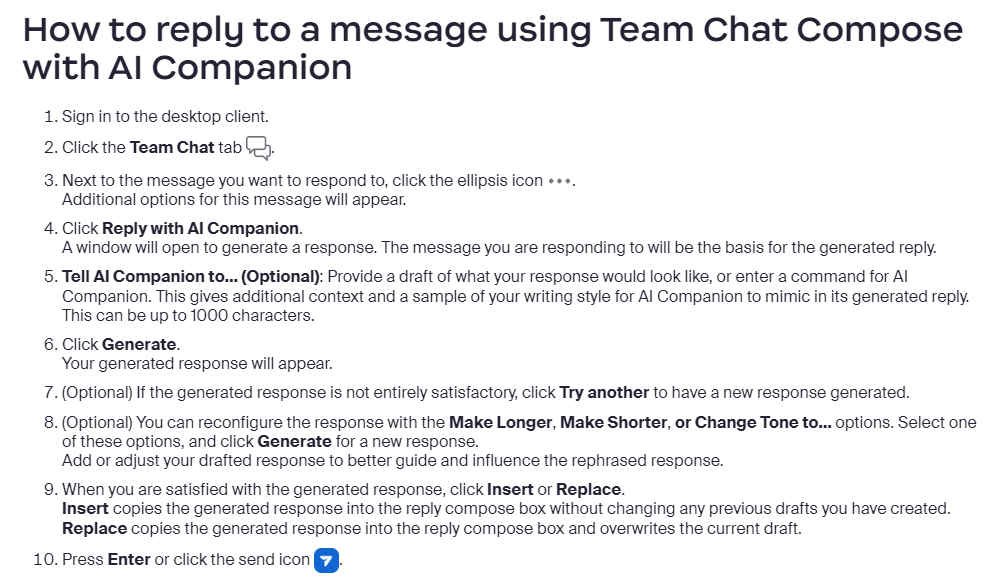 How to reply to a message using Team Chat Compose
with AI Companion
1. Sign in to the desktop client.
2. Click the Team Chat tab .
3. Next to the message you want to respond to, click the ellipsis icon •••.
Additional options for this message will appear.
4. Click Reply with AI Companion.
A window will open to generate a response. The message you are responding to will be the basis for the generated reply.
5. Tell AI Companion to... (Optional): Provide a draft of what your response would look like, or enter a command for AI
Companion. This gives additional context and a sample of your writing style for AI Companion to mimic in its generated reply.
This can be up to 1000 characters.
6. Click Generate.
Your generated response will appear.
7. (Optional) If the generated response is not entirely satisfactory, click Try another to have a new response generated.
8. (Optional) You can reconfigure the response with the Make Longer, Make Shorter, or Change Tone to... options. Select one
of these options, and click Generate for a new response.
Add or adjust your drafted response to better guide and influence the rephrased response.
9. When you are satisfied with the generated response, click Insert or Replace.
Insert copies the generated response into the reply compose box without changing any previous drafts you have created.
Replace copies the generated response into the reply compose box and overwrites the current draft.
10. Press Enter or click the send icon .